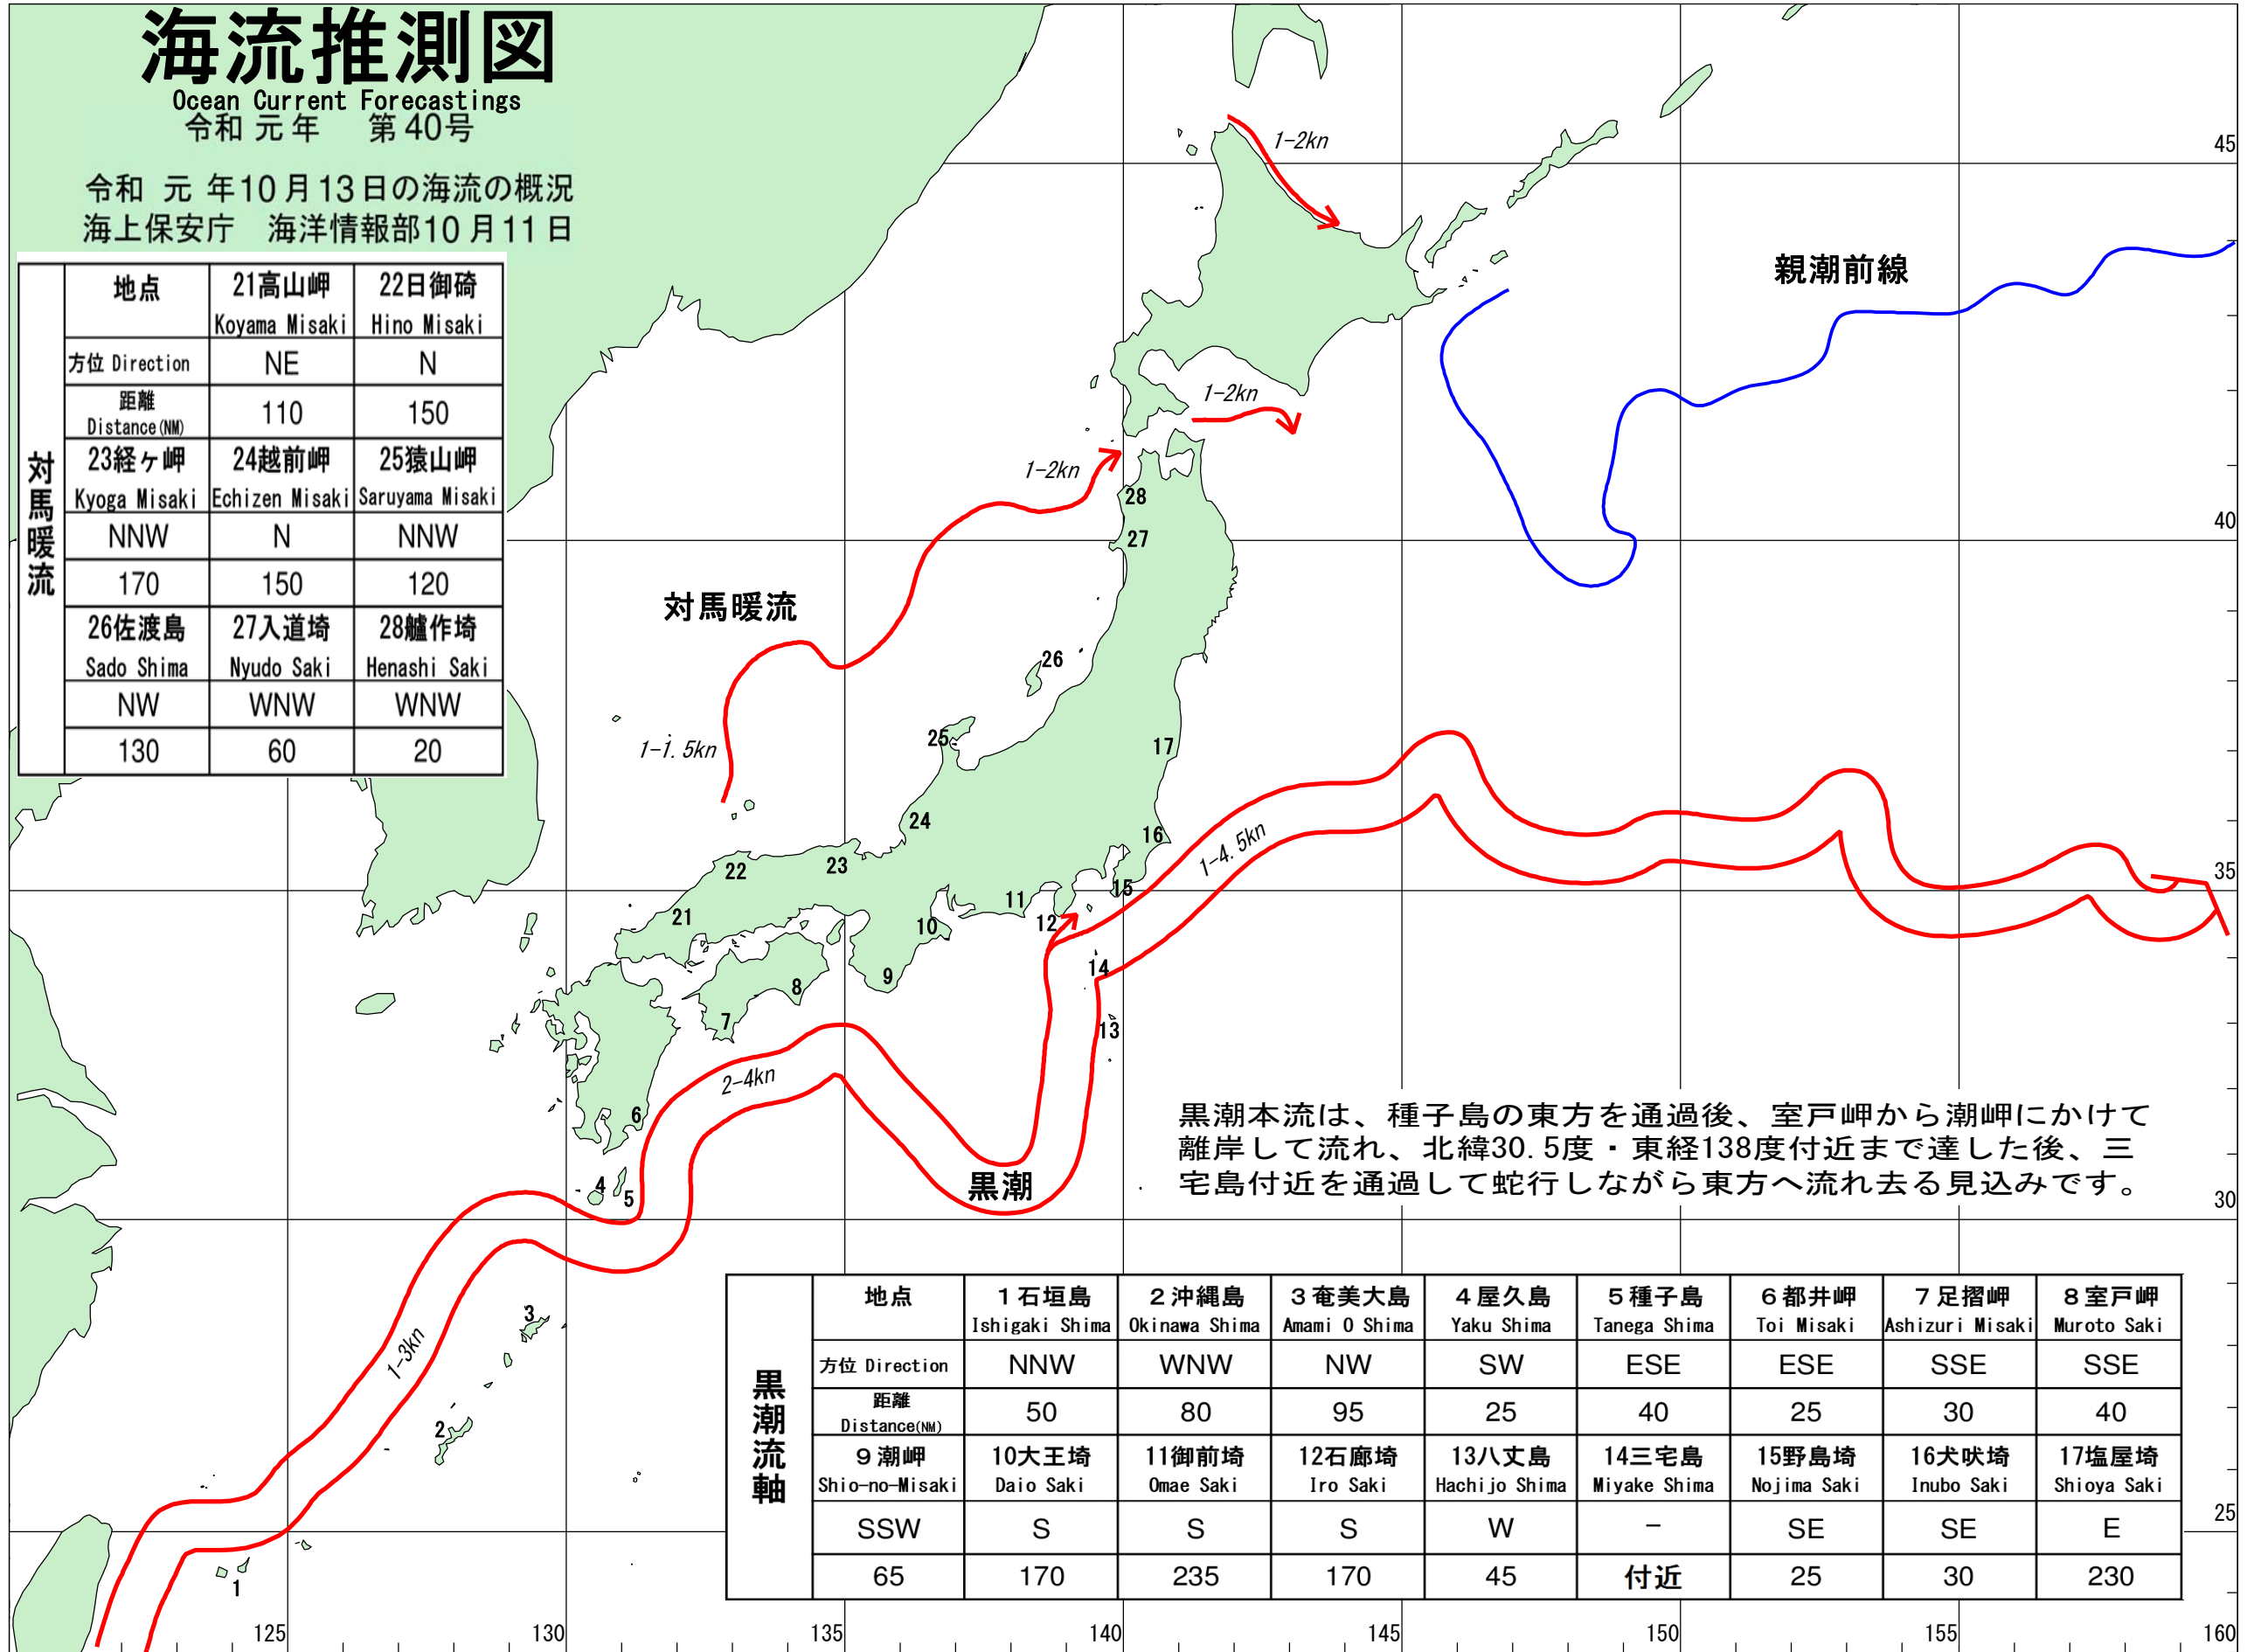 海流推測図
Ocean Current Forecastings
令和 元 年　第 40号
令和 元 年10 月 13 日の海流の概況
海上保安庁　海洋情報部10 月 11 日
対馬暖流
地点 21高山岬 22日御碕
Koyama Misaki Hino Misaki
方位 Direction NE N
距離
Distance(NM) 110 150
23経ヶ岬 24越前岬 25猿山岬
Kyoga Misaki Echizen Misaki Saruyama Misaki
NNW N NNW
170 150 120
26佐渡島 27入道埼 28艫作埼
Sado Shima Nyudo Saki Henashi Saki
NW WNW WNW
130 60 20
1-2kn
45
親潮前線
1-2kn
1-2kn
28
40
27
対馬暖流
26
25
17
1-1.5kn
24
16
1-4.5kn
23
22
35
15
11
21
10
12
14
9
8
7
13
2-4kn
6
黒潮本流は、種子島の東方を通過後、室戸岬から潮岬にかけて
離岸して流れ、北緯30.5度・東経138度付近まで達した後、三
宅島付近を通過して蛇行しながら東方へ流れ去る見込みです。
黒潮
4
5
30
3
1-3kn
2
1
黒潮流軸
地点 1石垣島 2沖縄島 3奄美大島 4屋久島 5種子島 6都井岬 7足摺岬 8室戸岬
Ishigaki Shima Okinawa Shima Amami O Shima Yaku Shima Tanega Shima Toi Misaki Ashizuri Misaki Muroto Saki
方位 Direction NNW WNW NW SW ESE ESE SSE SSE
距離
Distance(NM) 50 80 95 25 40 25 30 40
9潮岬 10大王埼 11御前埼 12石廊埼 13八丈島 14三宅島 15野島埼 16犬吠埼 17塩屋埼
Shio-no-Misaki Daio Saki Omae Saki Iro Saki Hachijo Shima Miyake Shima Nojima Saki Inubo Saki Shioya Saki
SSW S S S W － SE SE E
65 170 235 170 45 付近 25 30 230
25
125 130 135 140 145 150 155 160